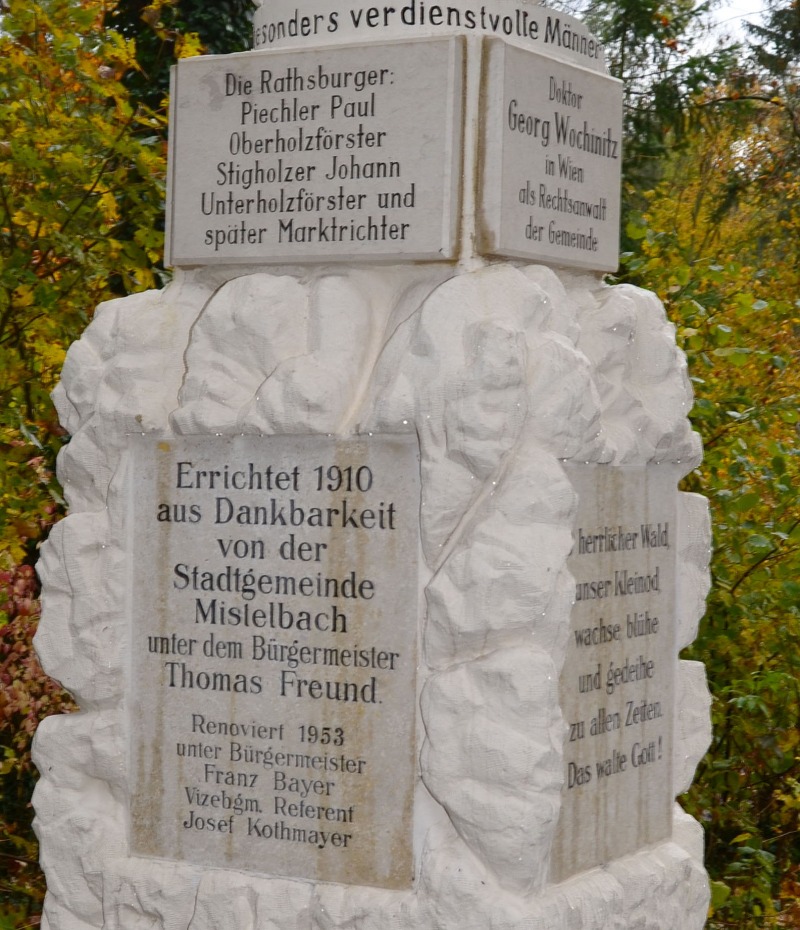 besonders verdienstvolle Männer
Die Rathsburger:
Piechler Paul
Oberholzförster
Stigholzer Johann
Unterholzförster und
später Marktrichter
Doktor
Georg Wochinitz
in Wien
als Rechtsanwalt
der Gemeinde
Errichtet 1910
aus Dankbarkeit
von der
Stadtgemeinde
Mistelbach
unter dem Bürgermeister
Thomas Freund.
Renoviert 1953
unter Bürgermeister
Franz Bayer
Vizebgm. Referent
Josef Kothmayer
herrlicher Wald,
unser Kleinod,
wachse, blühe
und gedeihe
zu allen Zeiten.
Das walte Gott!